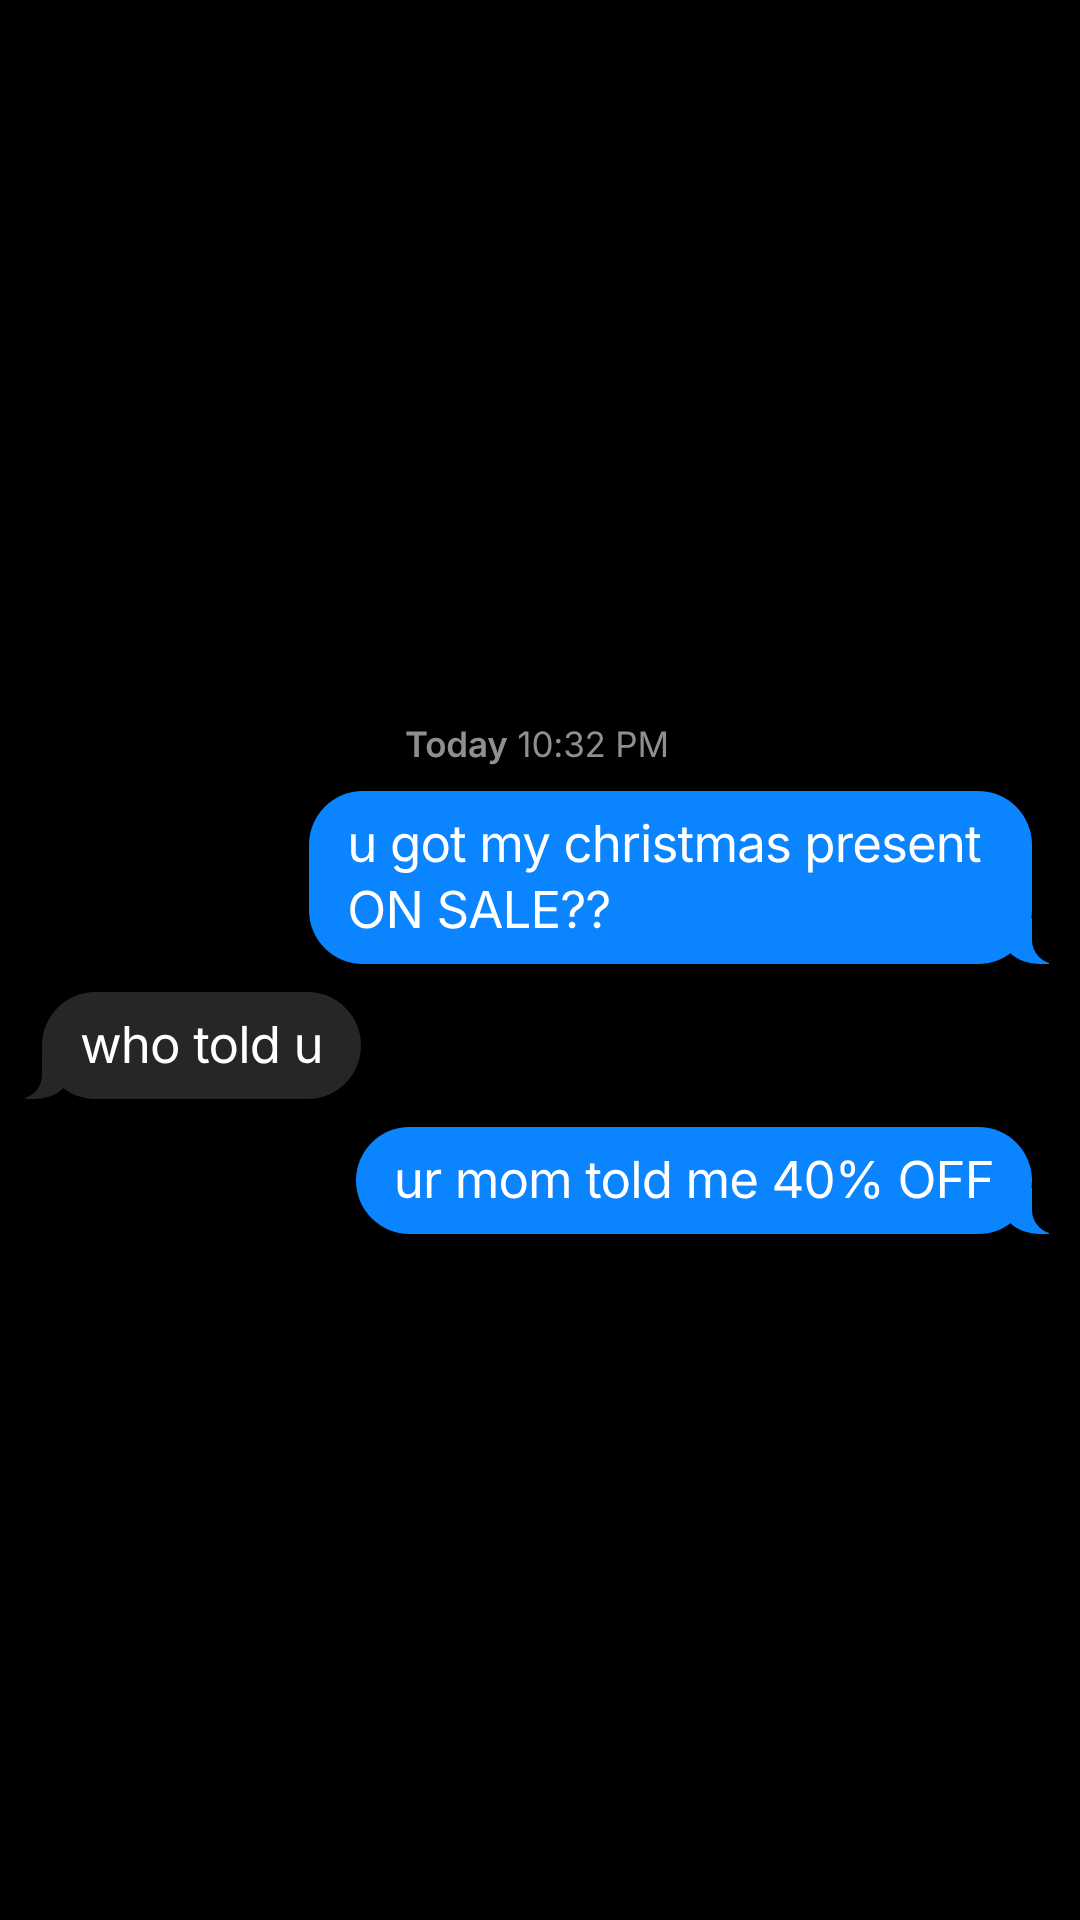 Today 10:32 PM
u got my christmas present
ON SALE??
who told u
ur mom told me 40% OFF